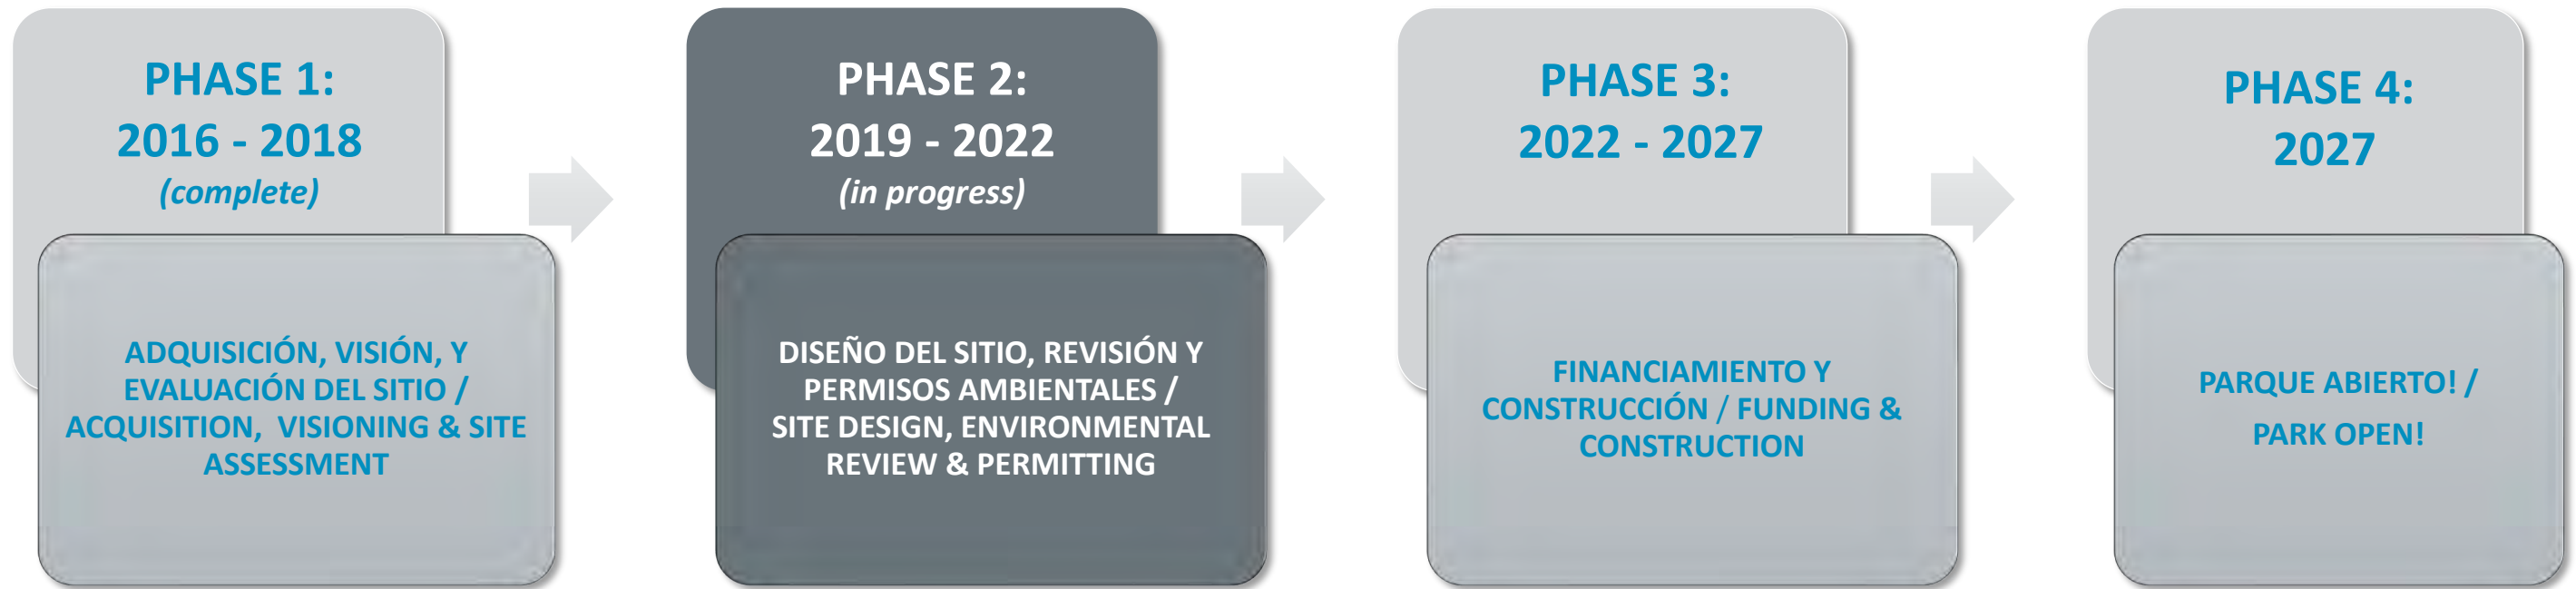 PHASE 1:
2016 - 2018
(complete)
ADQUISICIÓN, VISIÓN, Y
EVALUACIÓN DEL SITIO /
ACQUISITION, VISIONING & SITE
ASSESSMENT
PHASE 2:
2019 - 2022
(in progress)
DISEÑO DEL SITIO, REVISIÓN Y
PERMISOS AMBIENTALES /
SITE DESIGN, ENVIRONMENTAL
REVIEW & PERMITTING
PHASE 3:
2022 - 2027
FINANCIAMIENTO Y
CONSTRUCCIÓN / FUNDING &
CONSTRUCTION
PHASE 4:
2027
PARQUE ABIERTO! /
PARK OPEN!